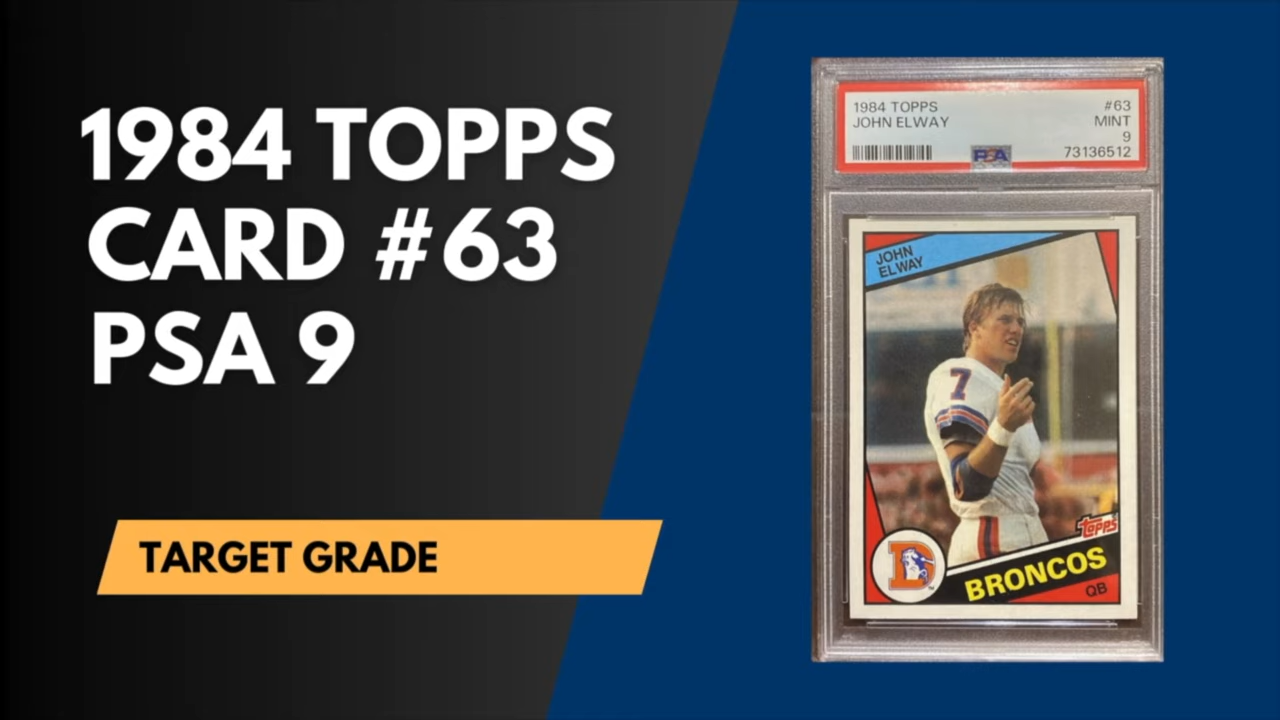 1984 TOPPS
CARD #63
PSA 9
TARGET GRADE
1984 TOPPS #63
JOHN ELWAY MINT
9
PSA 73136512
JOHN
ELWAY
7
Topps
BRONCOS
QB
D